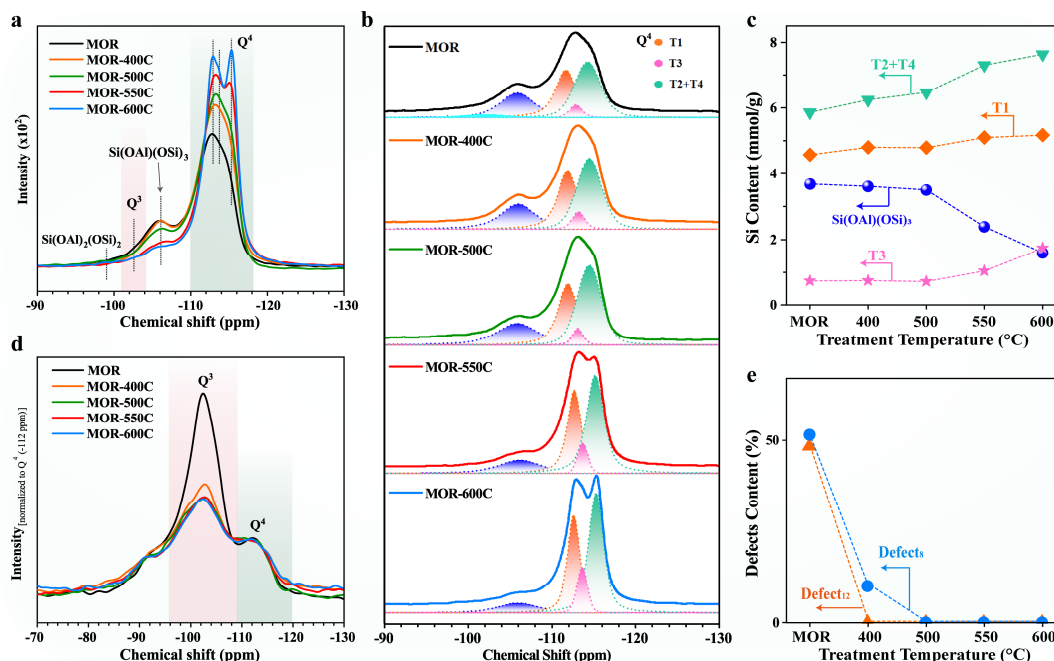 a
MOR
MOR-400C
MOR-500C
MOR-550C
MOR-600C
Q⁴
Si(OAl)(OSi)₃
Q³
Si(OAl)₂(OSi)₂
Intensity (x10²)
-90 -100 -110 -120 -130
Chemical shift (ppm)
b
MOR
Q⁴
T1
T3
T2+T4
MOR-400C
MOR-500C
MOR-550C
MOR-600C
-90 -100 -110 -120 -130
Chemical Shift (ppm)
c
Si Content (mmol/g)
8
6
4
2
0
T2+T4
T1
Si(OAl)(OSi)₃
T3
MOR 400 500 550 600
Treatment Temperature (°C)
d
MOR
MOR-400C
MOR-500C
MOR-550C
MOR-600C
Q³
Q⁴
Intensity[normalized to Q⁴ (-112 ppm)]
-70 -80 -90 -100 -110 -120 -130
Chemical shift (ppm)
e
Defects Content (%)
50
0
Defect₈
Defect₁₂
MOR 400 500 550 600
Treatment Temperature (°C)